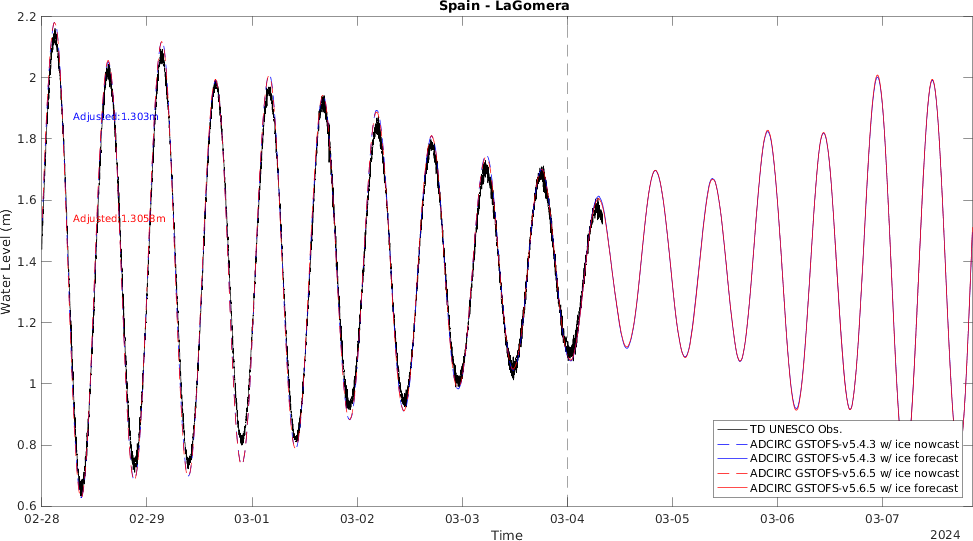 Spain - LaGomera
2.2
2
1.8
1.6
1.4
1.2
1
0.8
0.6
Water Level (m)
Adjusted:1.303m
Adjusted:1.3053m
TD UNESCO Obs.
ADCIRC GSTOFS-v5.4.3 w/ ice nowcast
ADCIRC GSTOFS-v5.4.3 w/ ice forecast
ADCIRC GSTOFS-v5.6.5 w/ ice nowcast
ADCIRC GSTOFS-v5.6.5 w/ ice forecast
02-28 02-29 03-01 03-02 03-03 03-04 03-05 03-06 03-07
Time
2024